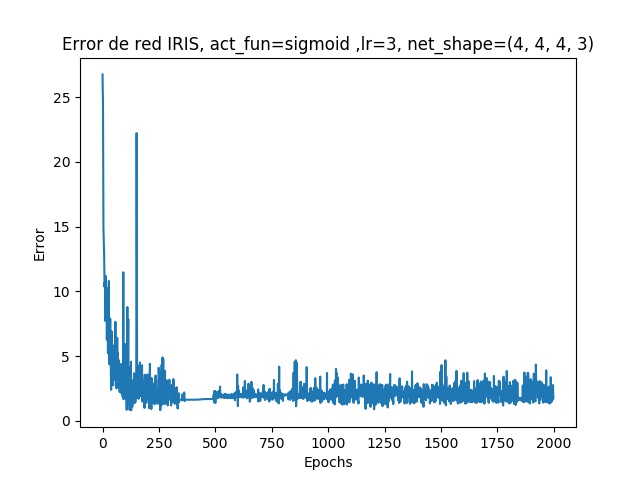 Error de red IRIS, act_fun=sigmoid ,lr=3, net_shape=(4, 4, 4, 3)
25
20
15
10
5
0
Error
0 250 500 750 1000 1250 1500 1750 2000
Epochs